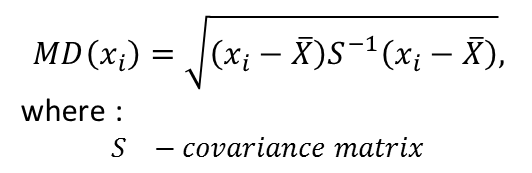 MD(xᵢ) = √((xᵢ − X̄)S⁻¹(xᵢ − X̄)),
where :
S – covariance matrix